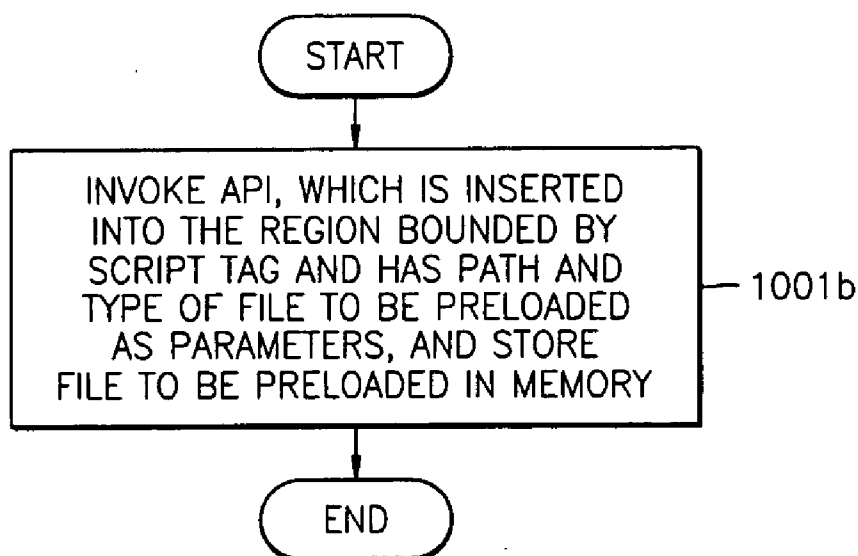 START
INVOKE API, WHICH IS INSERTED
INTO THE REGION BOUNDED BY
SCRIPT TAG AND HAS PATH AND
TYPE OF FILE TO BE PRELOADED
AS PARAMETERS, AND STORE
FILE TO BE PRELOADED IN MEMORY
1001b
END